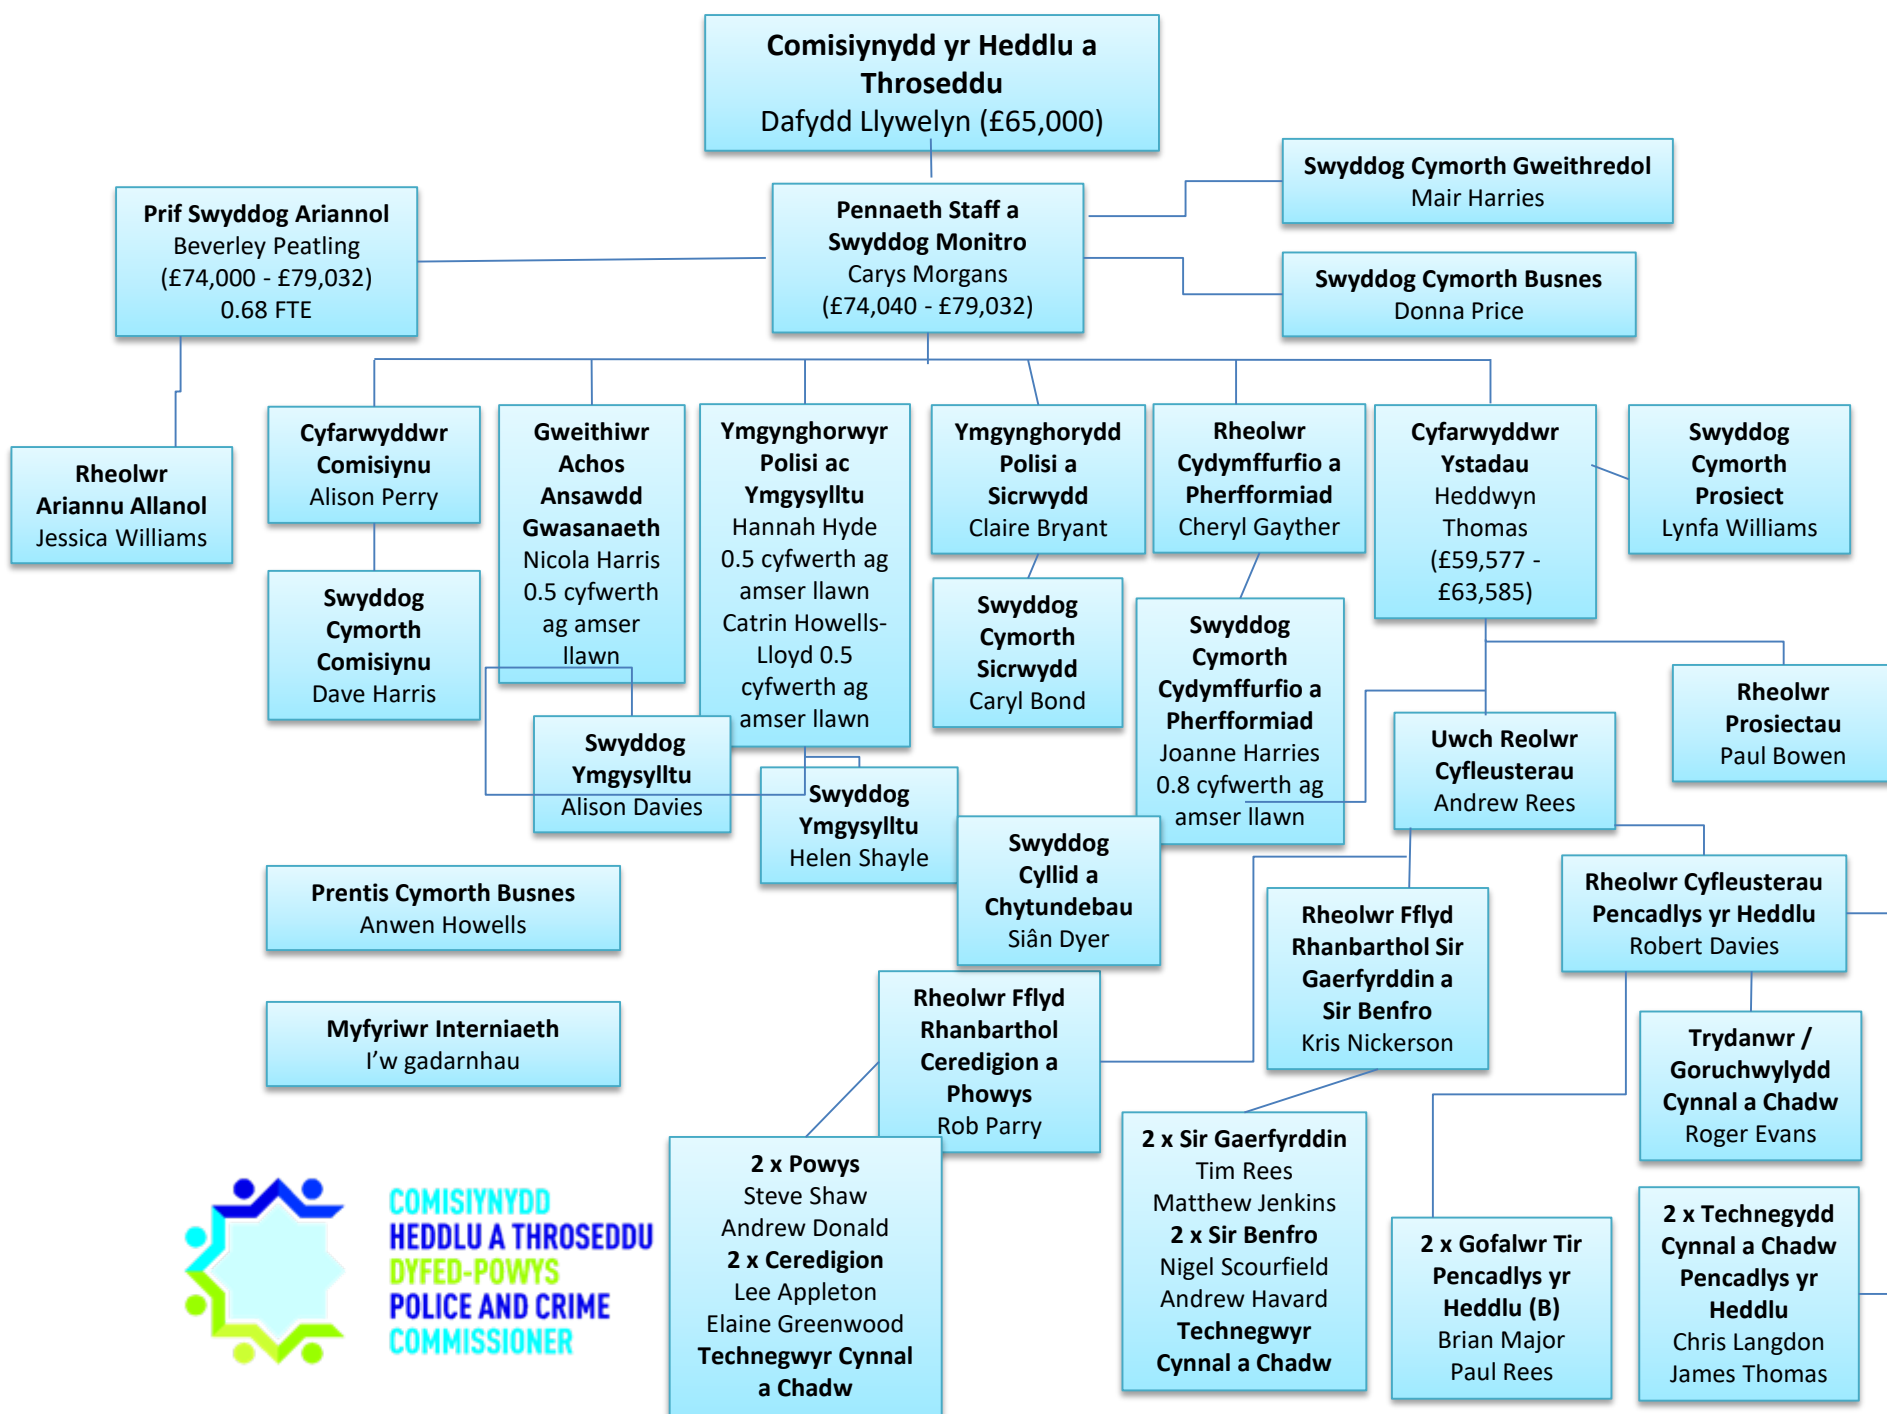 Comisiynydd yr Heddlu a
Throseddu
Dafydd Llywelyn (£65,000)
Swyddog Cymorth Gweithredol
Mair Harries
Prif Swyddog Ariannol
Beverley Peatling
(£74,000 - £79,032)
0.68 FTE
Pennaeth Staff a
Swyddog Monitro
Carys Morgans
(£74,040 - £79,032)
Swyddog Cymorth Busnes
Donna Price
Rheolwr
Ariannu Allanol
Jessica Williams
Cyfarwyddwr
Comisiynu
Alison Perry
Gweithiwr
Achos
Ansawdd
Gwasanaeth
Nicola Harris
0.5 cyfwerth
ag amser
llawn
Ymgynghorwyr
Polisi ac
Ymgysylltu
Hannah Hyde
0.5 cyfwerth ag
amser llawn
Catrin Howells-
Lloyd 0.5
cyfwerth ag
amser llawn
Ymgynghorydd
Polisi a
Sicrwydd
Claire Bryant
Rheolwr
Cydymffurfio a
Pherfformiad
Cheryl Gayther
Cyfarwyddwr
Ystadau
Heddwyn
Thomas
(£59,577 -
£63,585)
Swyddog
Cymorth
Prosiect
Lynfa Williams
Swyddog
Cymorth
Comisiynu
Dave Harris
Swyddog
Cymorth
Sicrwydd
Caryl Bond
Swyddog
Cymorth
Cydymffurfio a
Pherfformiad
Joanne Harries
0.8 cyfwerth ag
amser llawn
Rheolwr
Prosiectau
Paul Bowen
Swyddog
Ymgysylltu
Alison Davies
Swyddog
Ymgysylltu
Helen Shayle
Uwch Reolwr
Cyfleusterau
Andrew Rees
Swyddog
Cyllid a
Chytundebau
Siân Dyer
Prentis Cymorth Busnes
Anwen Howells
Rheolwr Fflyd
Rhanbarthol Sir
Gaerfyrddin a
Sir Benfro
Kris Nickerson
Rheolwr Cyfleusterau
Pencadlys yr Heddlu
Robert Davies
Myfyriwr Interniaeth
I'w gadarnhau
Rheolwr Fflyd
Rhanbarthol
Ceredigion a
Phowys
Rob Parry
Trydanwr /
Goruchwylydd
Cynnal a Chadw
Roger Evans
2 x Powys
Steve Shaw
Andrew Donald
2 x Ceredigion
Lee Appleton
Elaine Greenwood
Technegwyr Cynnal
a Chadw
2 x Sir Gaerfyrddin
Tim Rees
Matthew Jenkins
2 x Sir Benfro
Nigel Scourfield
Andrew Havard
Technegwyr
Cynnal a Chadw
2 x Gofalwr Tir
Pencadlys yr
Heddlu (B)
Brian Major
Paul Rees
2 x Technegydd
Cynnal a Chadw
Pencadlys yr
Heddlu
Chris Langdon
James Thomas
COMISIYNYDD
HEDDLU A THROSEDDU
DYFED-POWYS
POLICE AND CRIME
COMMISSIONER